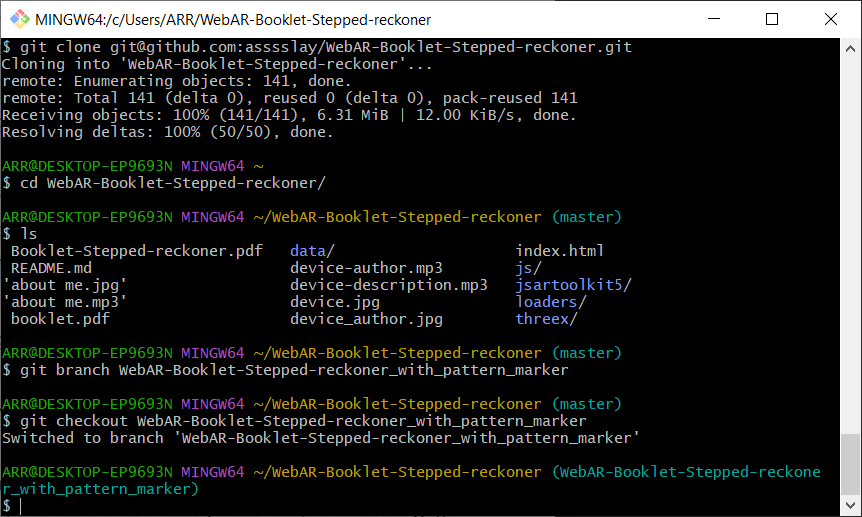 MINGW64:/c/Users/ARR/WebAR-Booklet-Stepped-reckoner
$ git clone git@github.com:asssslay/WebAR-Booklet-Stepped-reckoner.git
Cloning into 'WebAR-Booklet-Stepped-reckoner'...
remote: Enumerating objects: 141, done.
remote: Total 141 (delta 0), reused 0 (delta 0), pack-reused 141
Receiving objects: 100% (141/141), 6.31 MiB | 12.00 KiB/s, done.
Resolving deltas: 100% (50/50), done.
ARR@DESKTOP-EP9693N MINGW64 ~
$ cd WebAR-Booklet-Stepped-reckoner/
ARR@DESKTOP-EP9693N MINGW64 ~/WebAR-Booklet-Stepped-reckoner (master)
$ ls
Booklet-Stepped-reckoner.pdf data/ index.html
README.md device-author.mp3 js/
'about me.jpg' device-description.mp3 jsartoolkit5/
'about me.mp3' device.jpg loaders/
booklet.pdf device_author.jpg threex/
ARR@DESKTOP-EP9693N MINGW64 ~/WebAR-Booklet-Stepped-reckoner (master)
$ git branch WebAR-Booklet-Stepped-reckoner_with_pattern_marker
ARR@DESKTOP-EP9693N MINGW64 ~/WebAR-Booklet-Stepped-reckoner (master)
$ git checkout WebAR-Booklet-Stepped-reckoner_with_pattern_marker
Switched to branch 'WebAR-Booklet-Stepped-reckoner_with_pattern_marker'
ARR@DESKTOP-EP9693N MINGW64 ~/WebAR-Booklet-Stepped-reckoner (WebAR-Booklet-Stepped-reckone
r_with_pattern_marker)
$